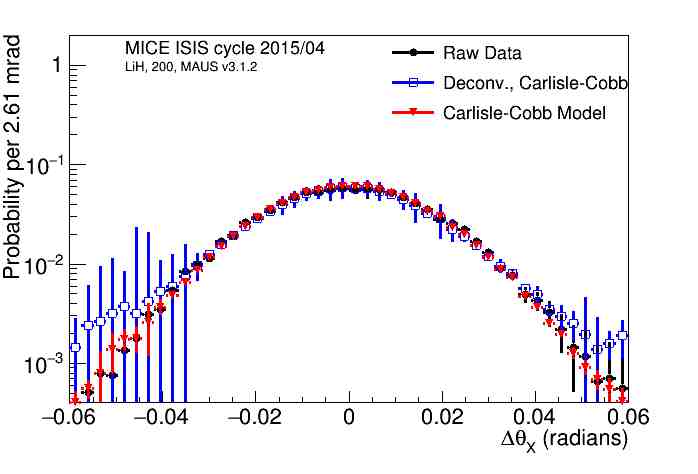 MICE ISIS cycle 2015/04
LiH, 200, MAUS v3.1.2
Raw Data
Deconv., Carlisle-Cobb
Carlisle-Cobb Model
Probability per 2.61 mrad
1
10⁻¹
10⁻²
10⁻³
−0.06 −0.04 −0.02 0 0.02 0.04 0.06
Δθ_X (radians)